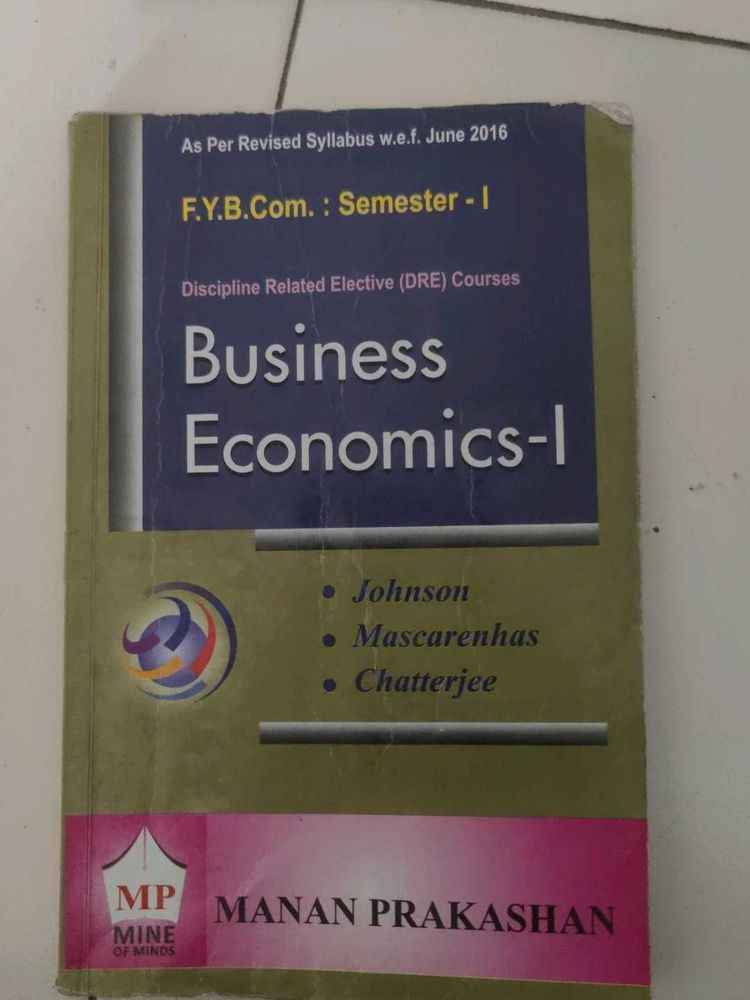 As Per Revised Syllabus w.e.f. June 2016
F.Y.B.Com. : Semester - I
Discipline Related Elective (DRE) Courses
Business
Economics-I
• Johnson
• Mascarenhas
• Chatterjee
MP
MINE
OF MINDS
MANAN PRAKASHAN